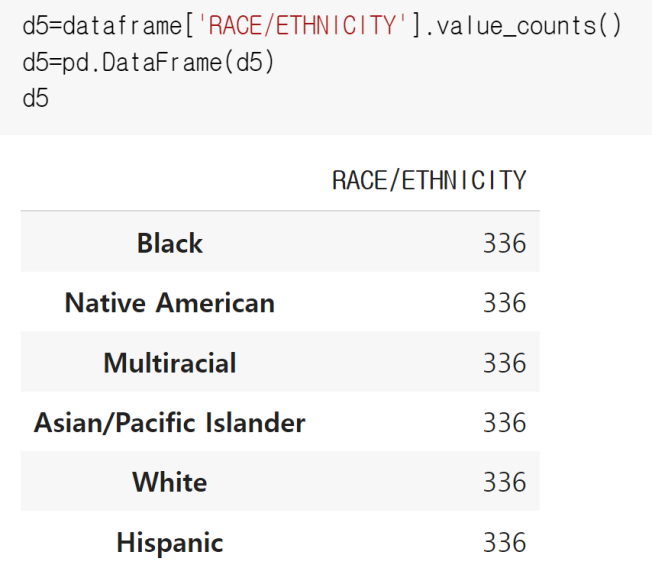 d5=dataframe['RACE/ETHNICITY'].value_counts()
d5=pd.DataFrame(d5)
d5
RACE/ETHNICITY
Black 336
Native American 336
Multiracial 336
Asian/Pacific Islander 336
White 336
Hispanic 336